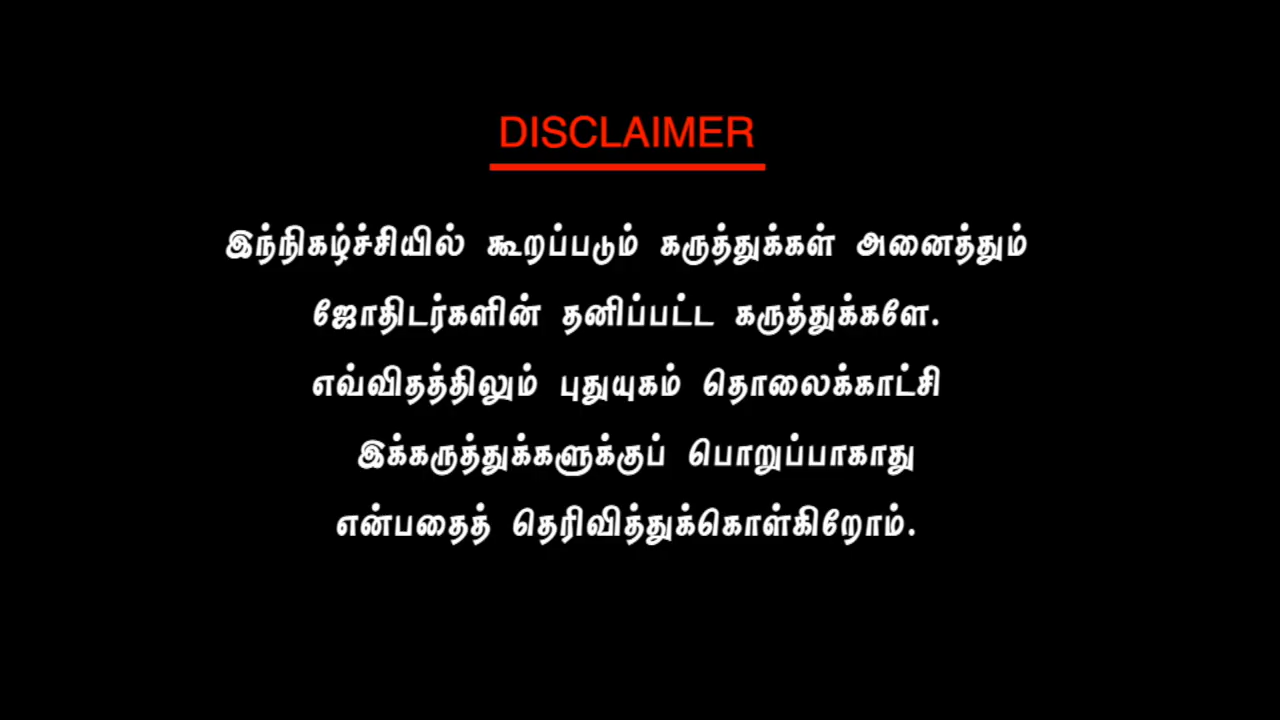 DISCLAIMER
இந்நிகழ்ச்சியில் கூறப்படும் கருத்துக்கள் அனைத்தும்
ஜோதிடர்களின் தனிப்பட்ட கருத்துக்களே.
எவ்விதத்திலும் புதுயுகம் தொலைக்காட்சி
இக்கருத்துக்களுக்குப் பொறுப்பாகாது
என்பதைத் தெரிவித்துக்கொள்கிறோம்.